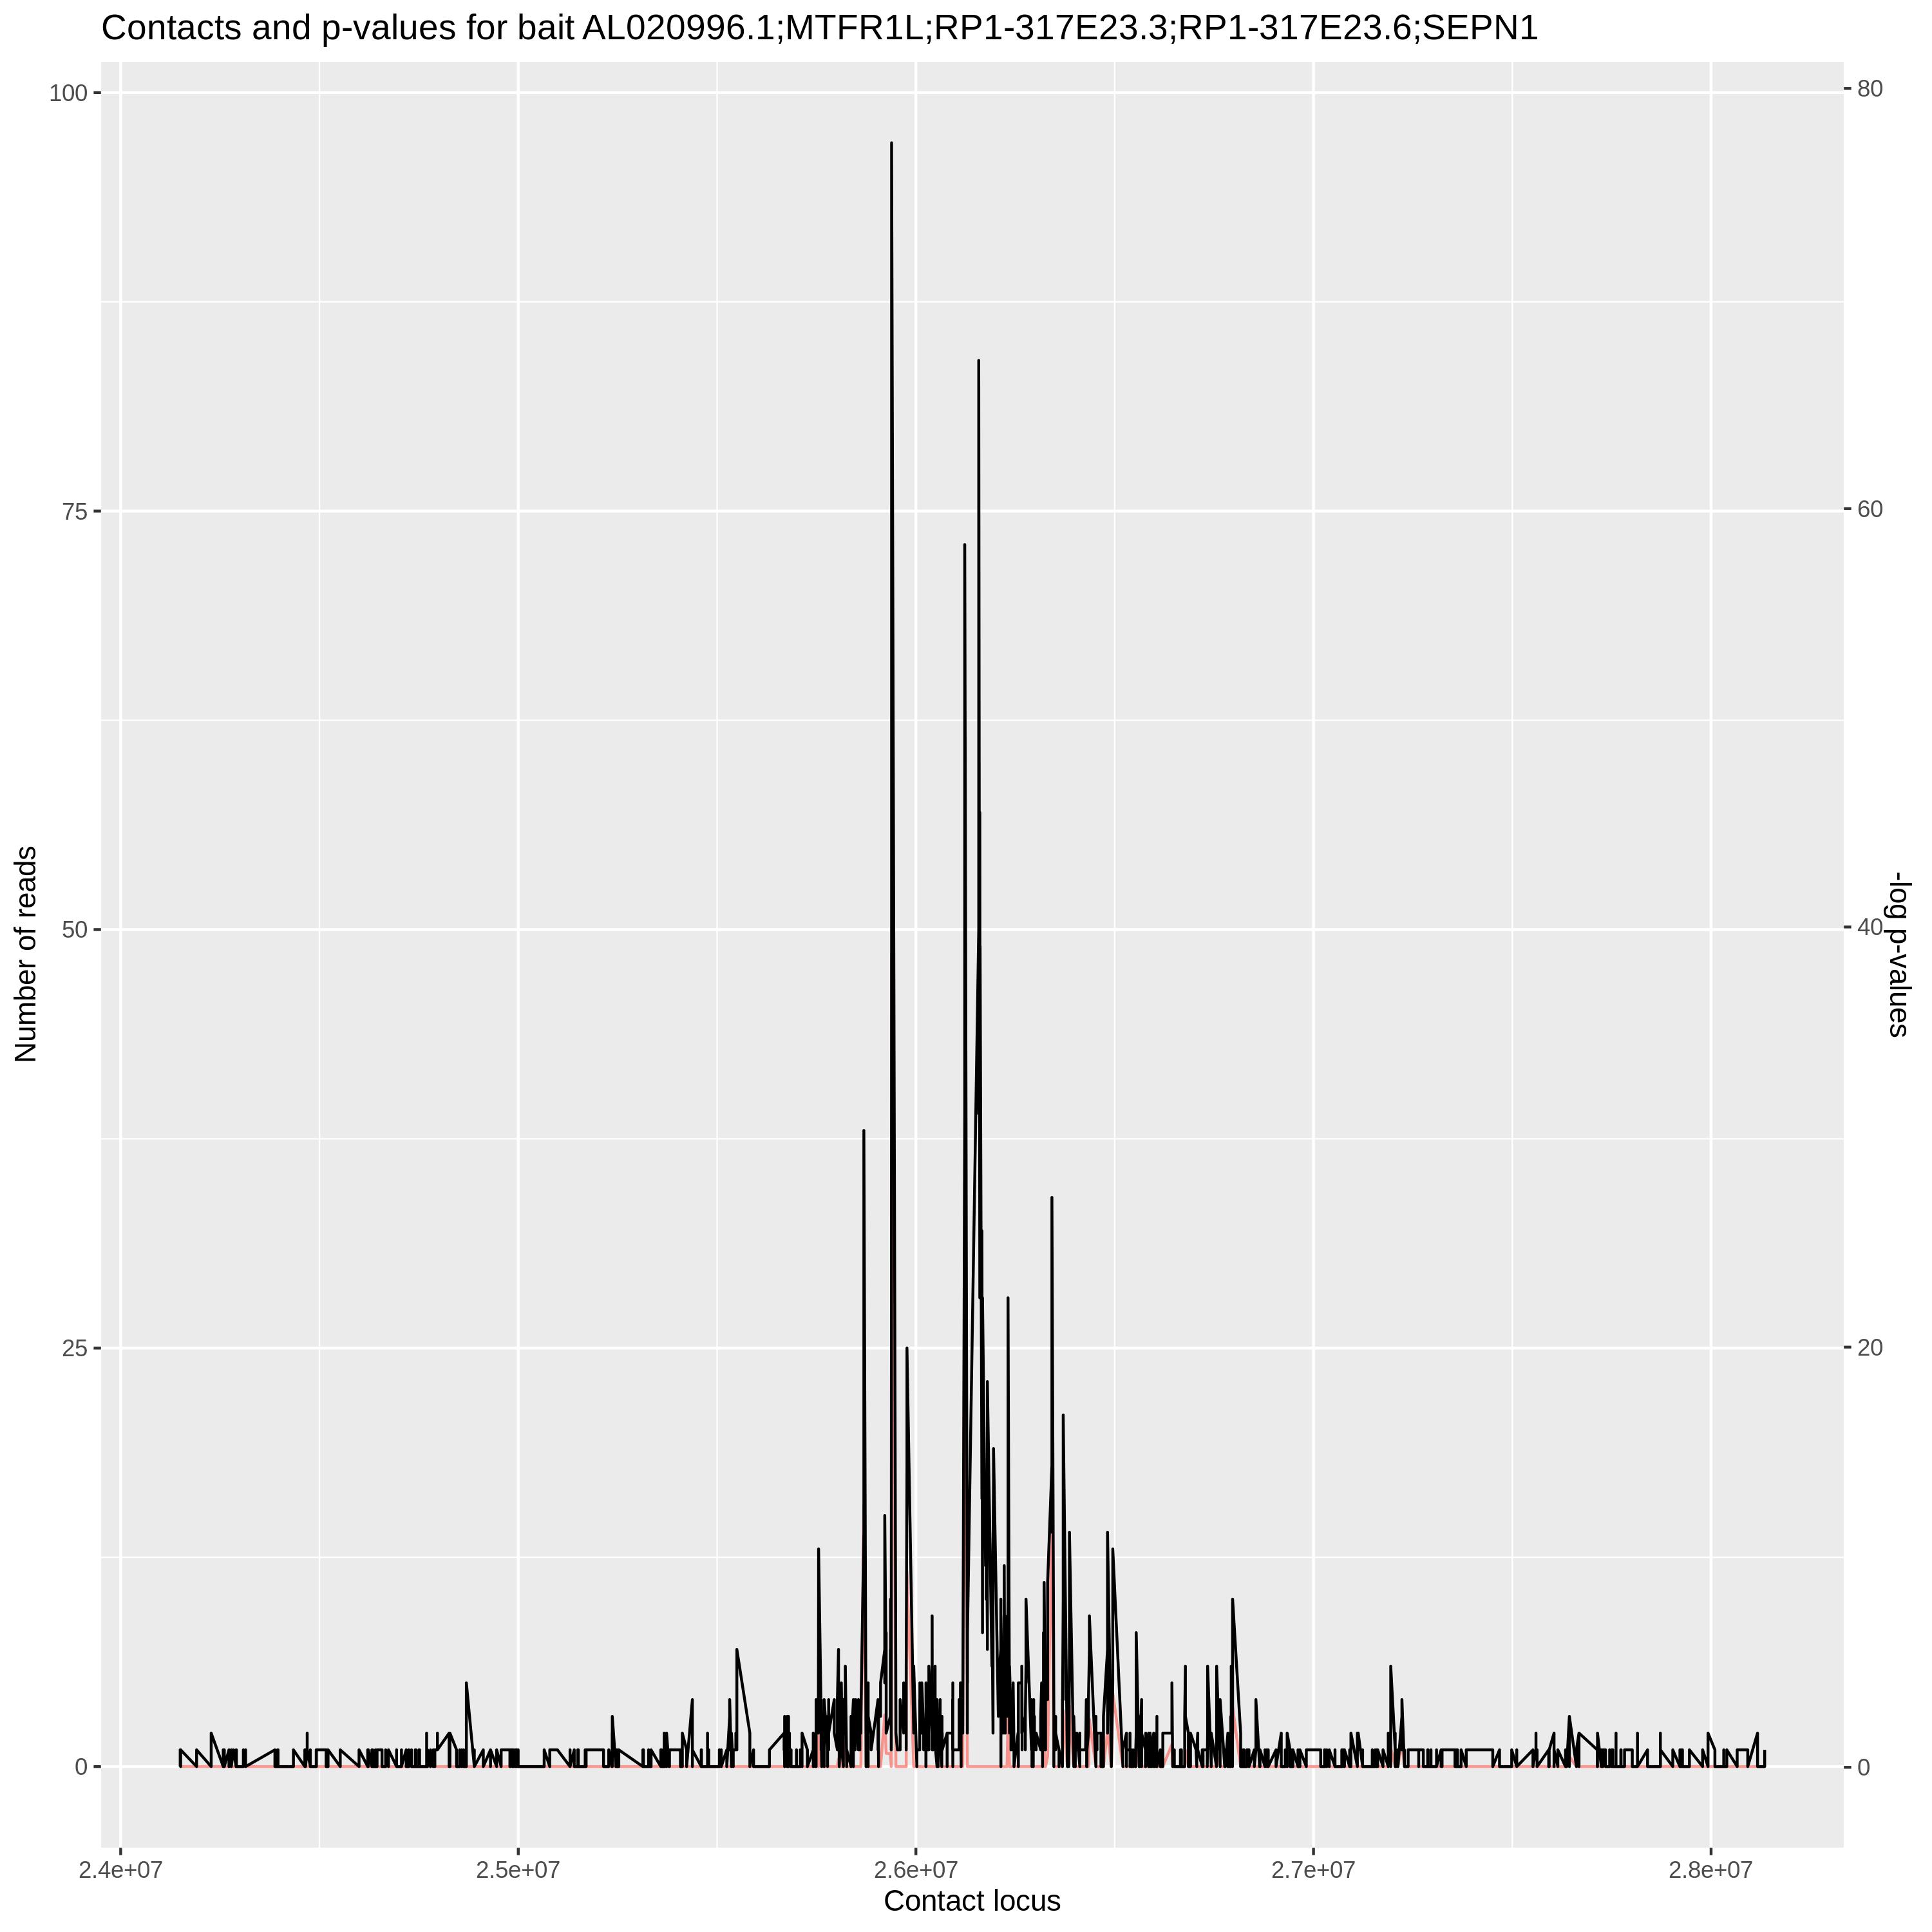 Contacts and p-values for bait AL020996.1;MTFR1L;RP1-317E23.3;RP1-317E23.6;SEPN1
100
75
50
25
0
Number of reads
80
60
40
20
0
-log p-values
2.4e+07 2.5e+07 2.6e+07 2.7e+07 2.8e+07
Contact locus